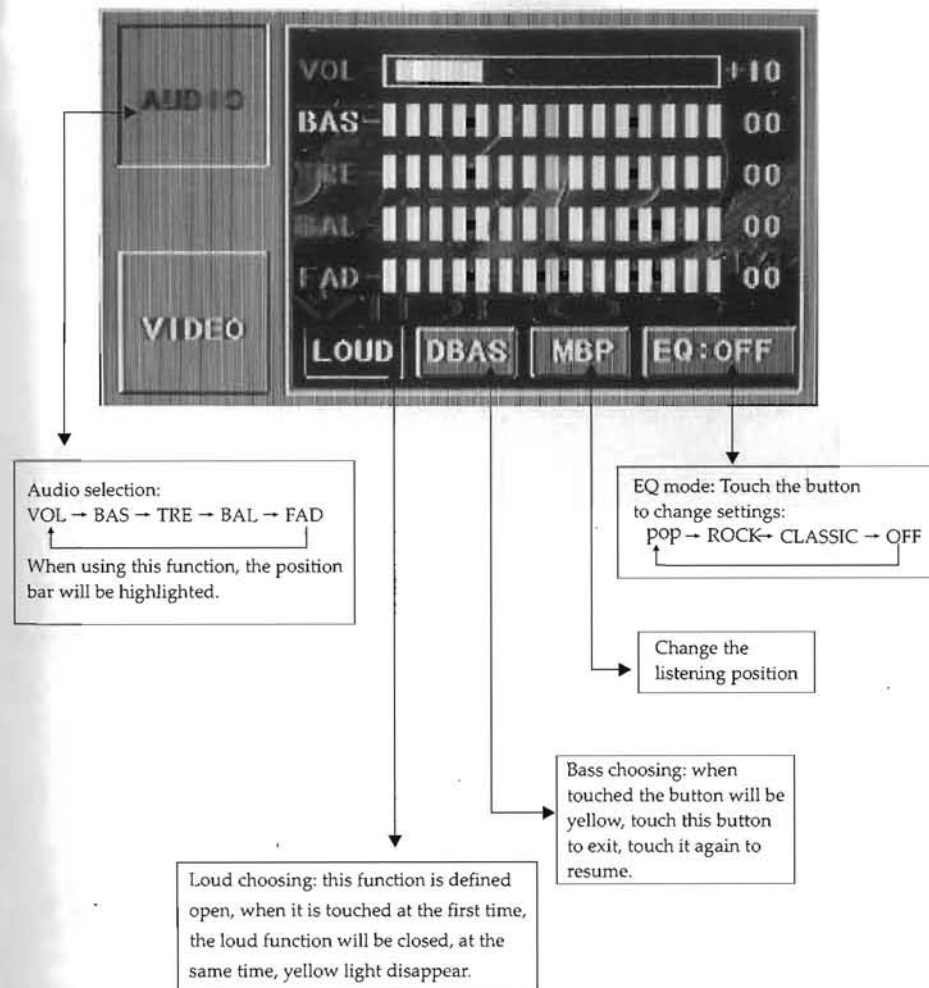 AUDIO
VIDEO
VOL +10
BAS 00
TRE 00
BAL 00
FAD 00
LOUD DBAS MBP EQ:OFF
Audio selection:
VOL → BAS → TRE → BAL → FAD
When using this function, the position
bar will be highlighted.
EQ mode: Touch the button
to change settings:
pop → ROCK → CLASSIC → OFF
Change the
listening position
Bass choosing: when
touched the button will be
yellow, touch this button
to exit, touch it again to
resume.
Loud choosing: this function is defined
open, when it is touched at the first time,
the loud function will be closed, at the
same time, yellow light disappear.